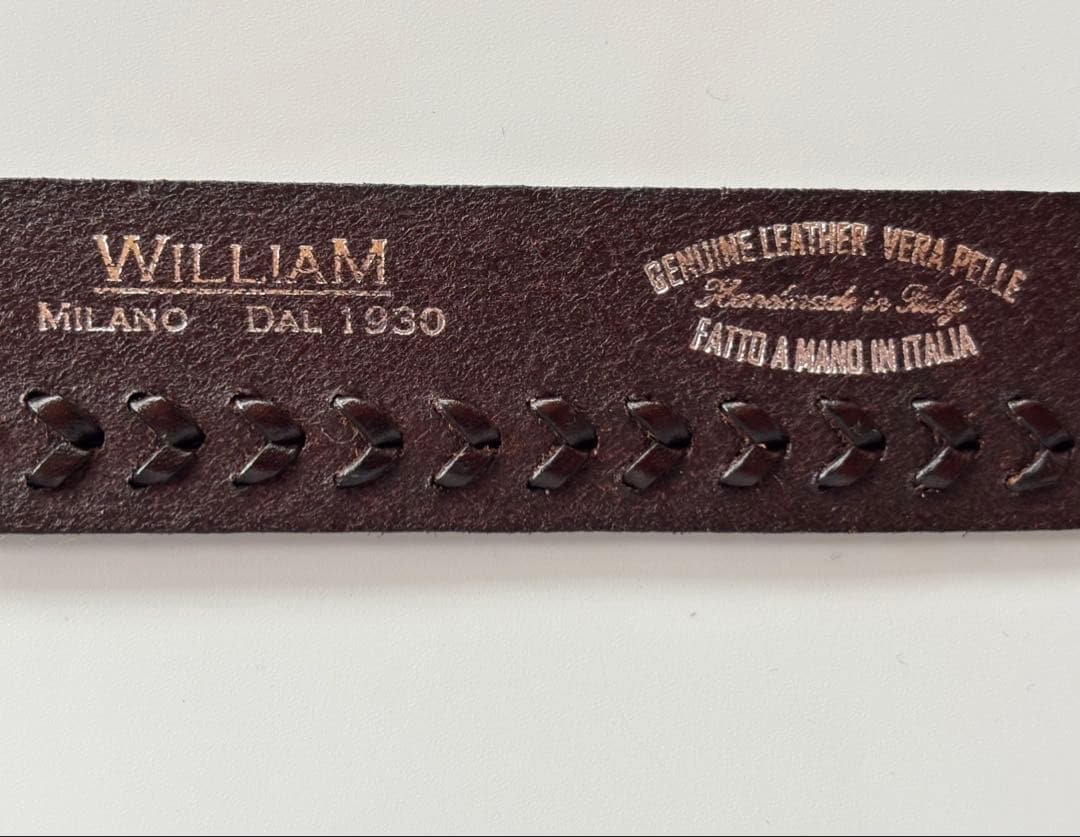 WILLIAM
MILANO DAL 1930
GENUINE LEATHER VERA PELLE
Handmade in Italy
FATTO A MANO IN ITALIA